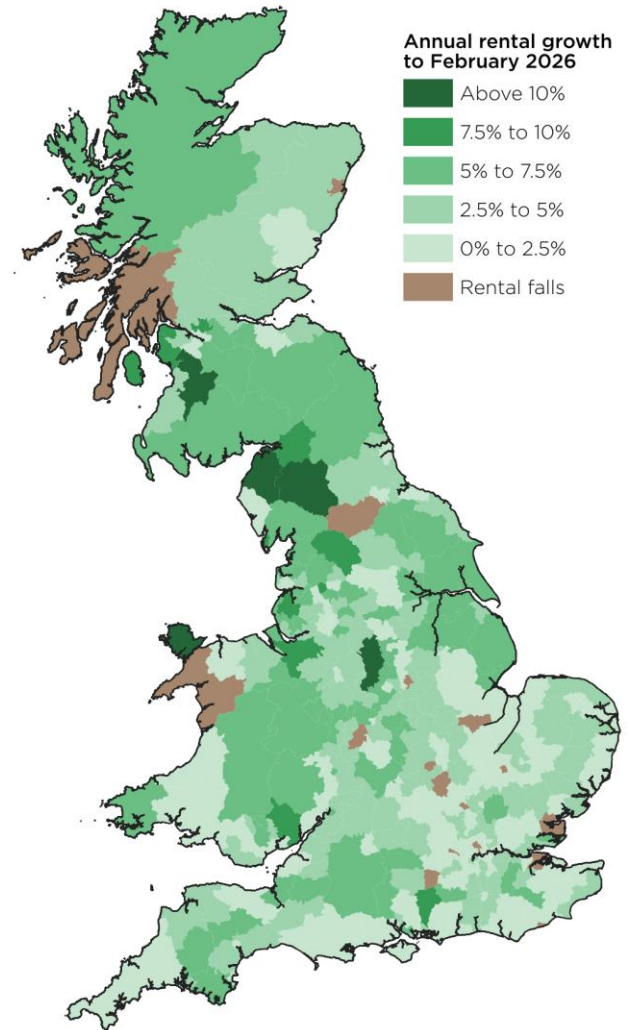 Annual rental growth
to February 2026
Above 10%
7.5% to 10%
5% to 7.5%
2.5% to 5%
0% to 2.5%
Rental falls